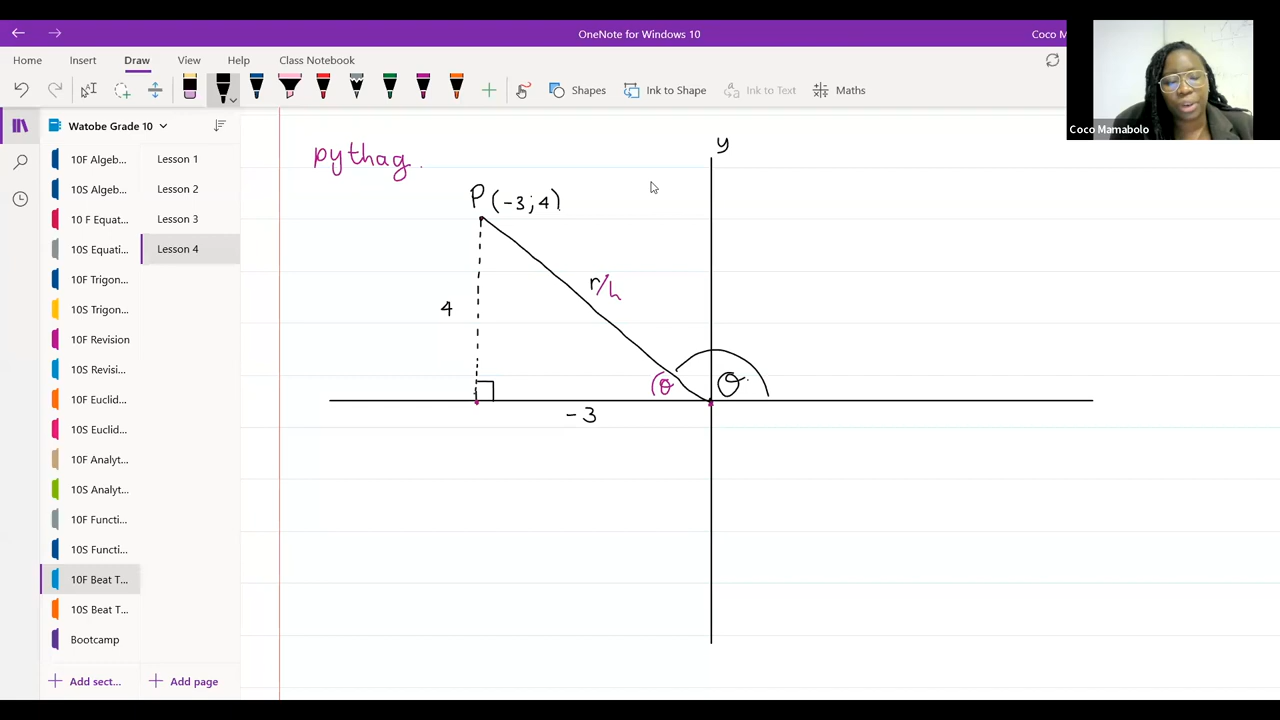 OneNote for Windows 10
Coco M
Home Insert Draw View Help Class Notebook
Shapes Ink to Shape Ink to Text Maths
Coco Mamabolo
Watobe Grade 10
10F Algeb...
10S Algeb...
10 F Equat...
10S Equati...
10F Trigon...
10S Trigon...
10F Revision
10S Revisi...
10F Euclid...
10S Euclid...
10F Analyt...
10S Analyt...
10F Functi...
10S Functi...
10F Beat T...
10S Beat T...
Bootcamp
Add sect...
Lesson 1
Lesson 2
Lesson 3
Lesson 4
Add page
pythag.
y
P(-3;4)
r/h
4
θ
θ
-3